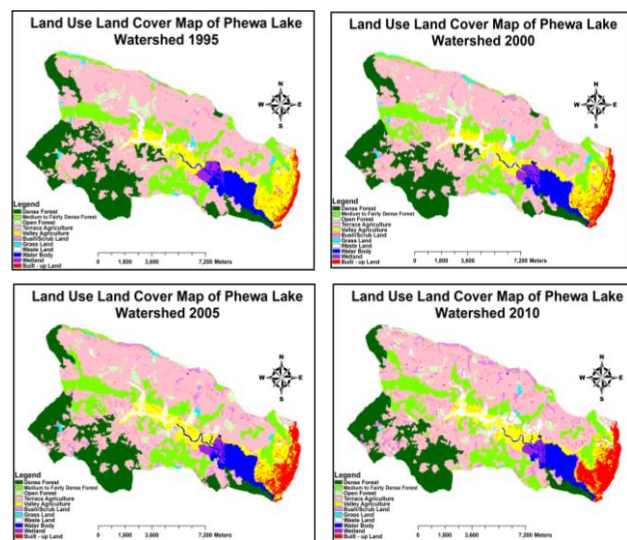 Land Use Land Cover Map of Phewa Lake
Watershed 1995
N
W E
S
Legend
Dense Forest
Medium to Fairly Dense Forest
Open Forest
Terrace Agriculture
Valley Agriculture
Bush/Scrub Land
Grass Land
Waste Land
Water Body
Wetland
Built - up Land
0 1,800 3,600 7,200 Meters
Land Use Land Cover Map of Phewa Lake
Watershed 2000
N
W E
S
Legend
Dense Forest
Medium to Fairly Dense Forest
Open Forest
Terrace Agriculture
Valley Agriculture
Bush/Scrub Land
Grass Land
Waste Land
Water Body
Wetland
Built - up Land
0 1,800 3,600 7,200 Meters
Land Use Land Cover Map of Phewa Lake
Watershed 2005
N
W E
S
Legend
Dense Forest
Medium to Fairly Dense Forest
Open Forest
Terrace Agriculture
Valley Agriculture
Bush/Scrub Land
Grass Land
Waste Land
Water Body
Wetland
Built - up Land
0 1,800 3,600 7,200 Meters
Land Use Land Cover Map of Phewa Lake
Watershed 2010
N
W E
S
Legend
Dense Forest
Medium to Fairly Dense Forest
Open Forest
Terrace Agriculture
Valley Agriculture
Bush/Scrub Land
Grass Land
Waste Land
Water Body
Wetland
Built - up Land
0 1,800 3,600 7,200 Meters